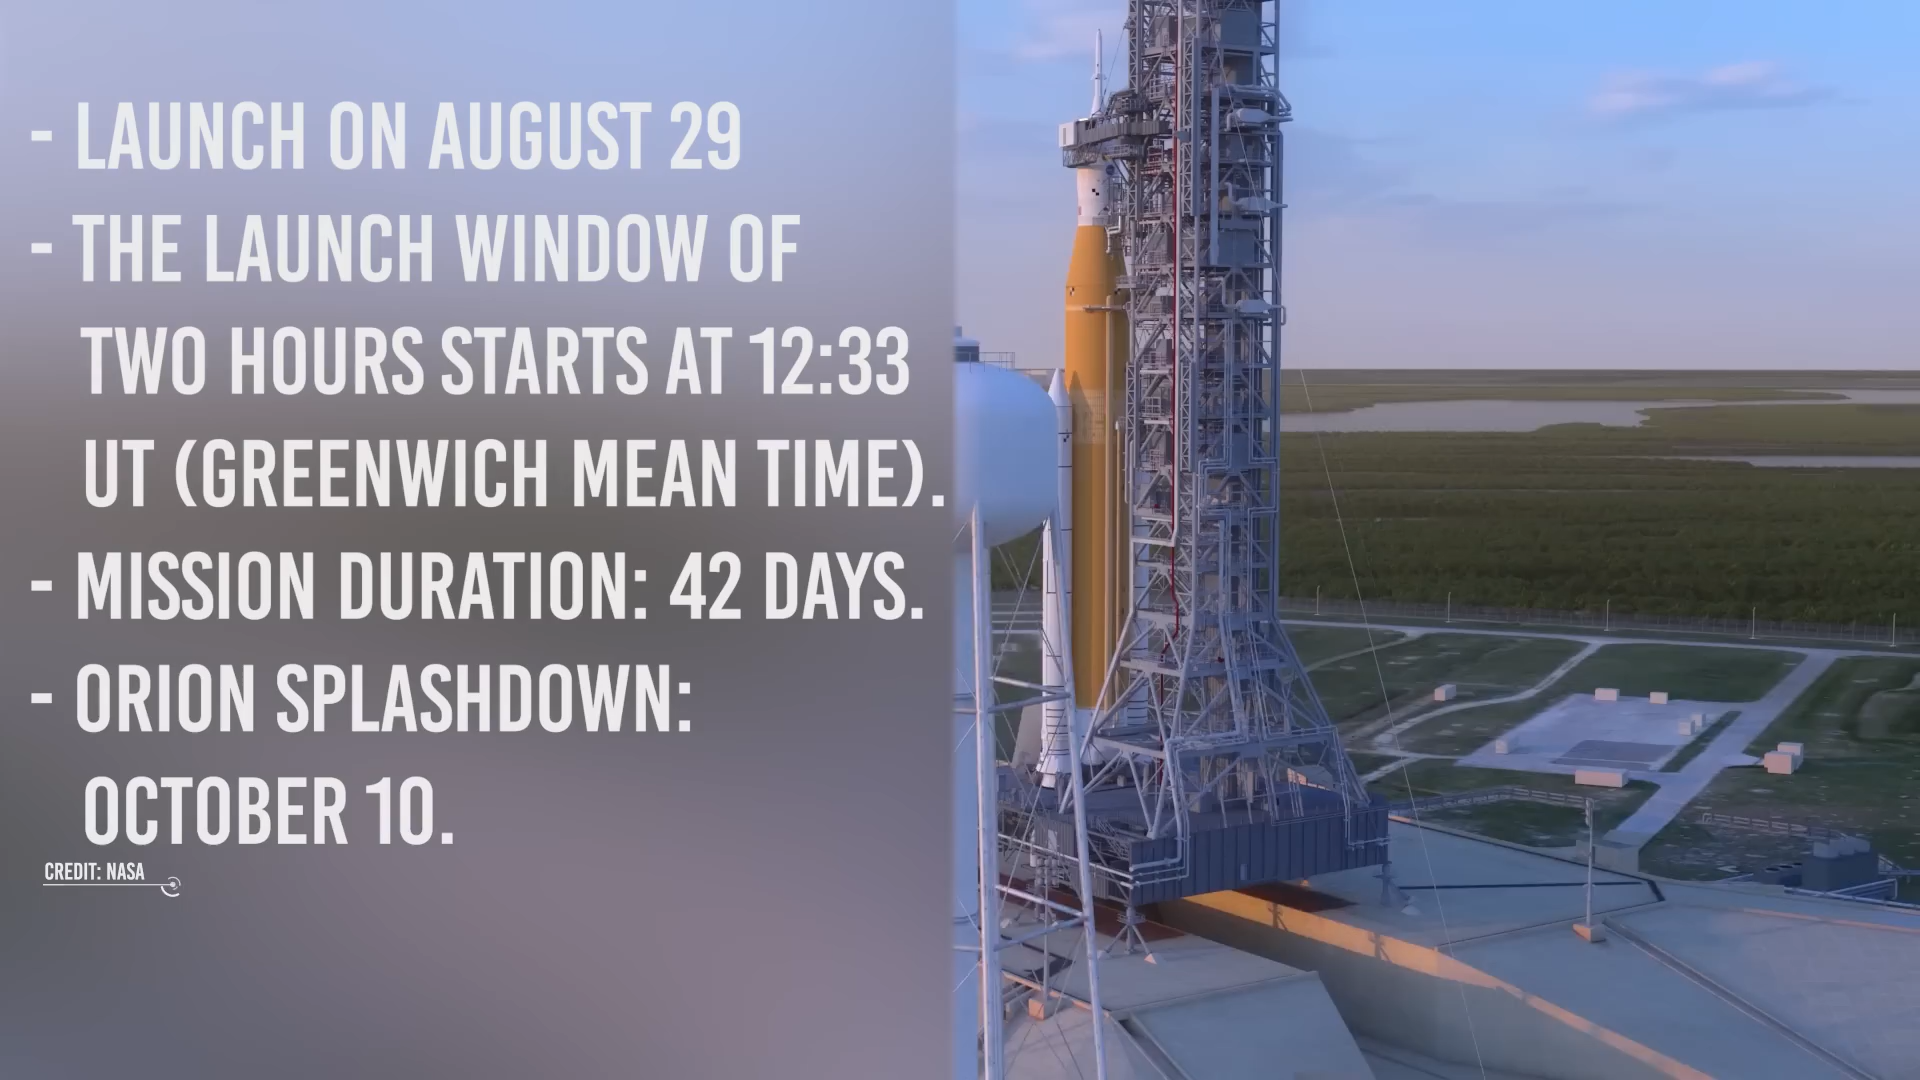 - LAUNCH ON AUGUST 29
- THE LAUNCH WINDOW OF
TWO HOURS STARTS AT 12:33
UT (GREENWICH MEAN TIME).
- MISSION DURATION: 42 DAYS.
- ORION SPLASHDOWN:
OCTOBER 10.
CREDIT: NASA